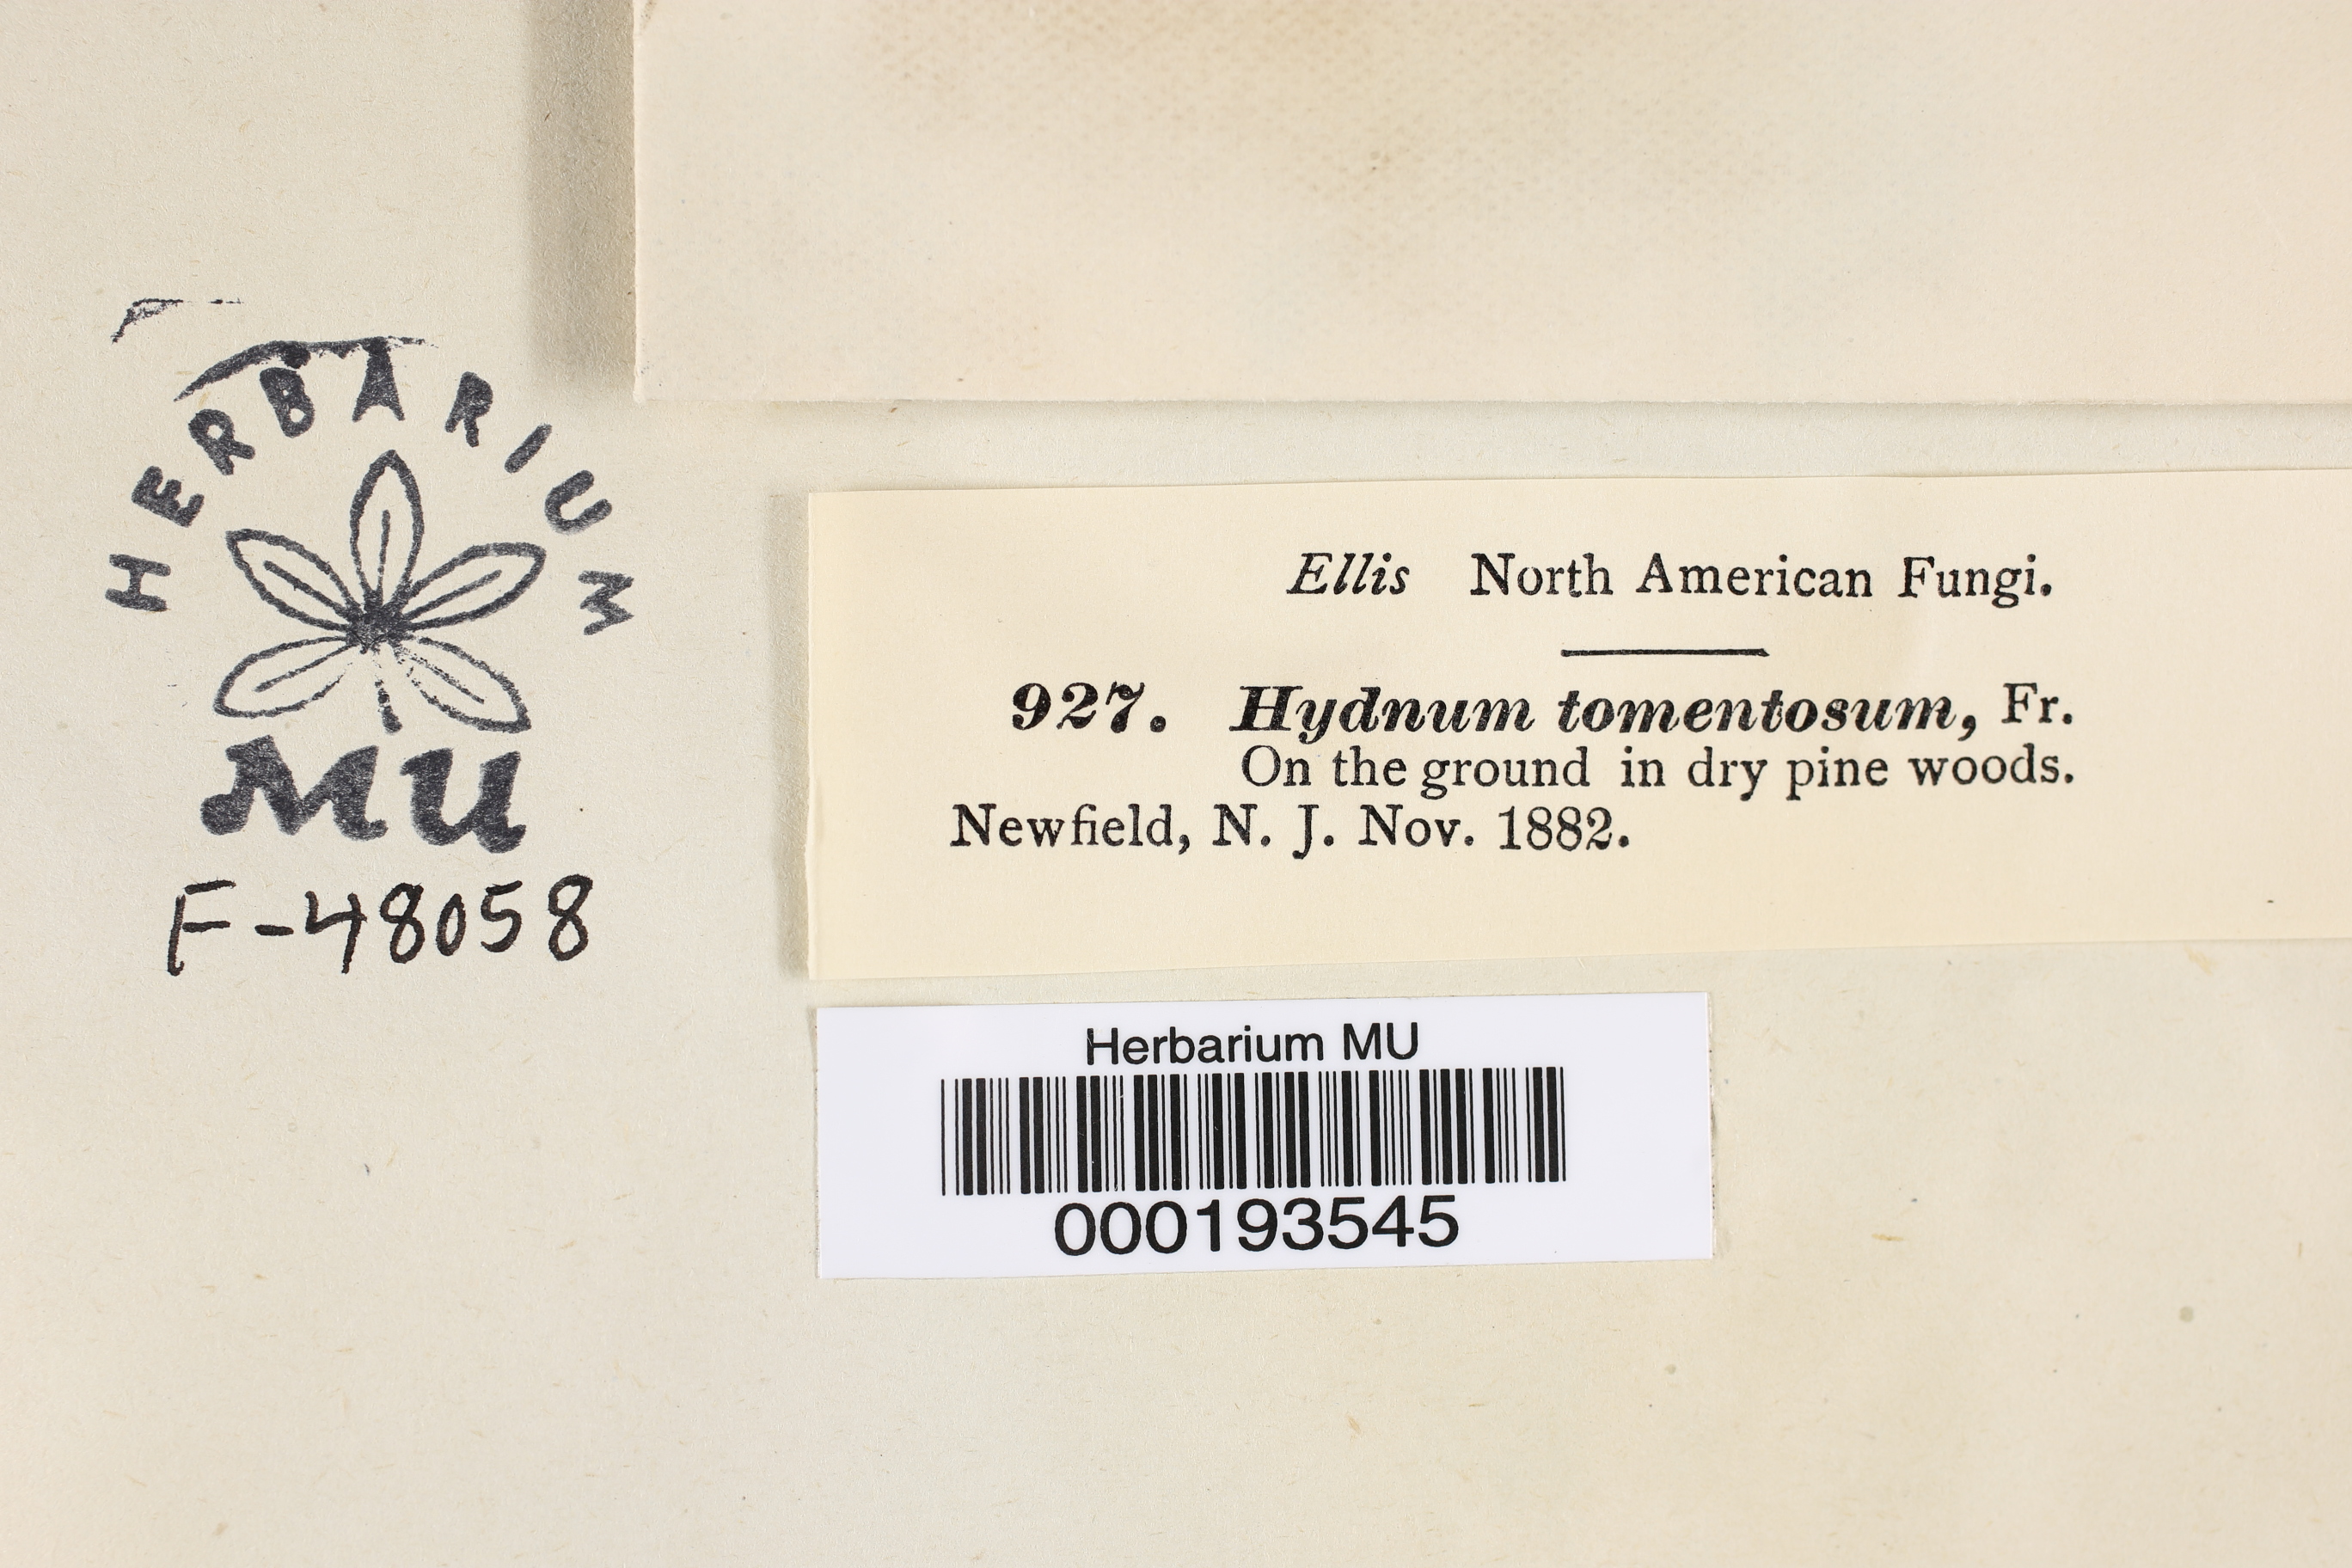 HERBARIUM
MU
F-48058
Ellis North American Fungi.
927. Hydnum tomentosum, Fr.
On the ground in dry pine woods.
Newfield, N. J. Nov. 1882.
Herbarium MU
000193545